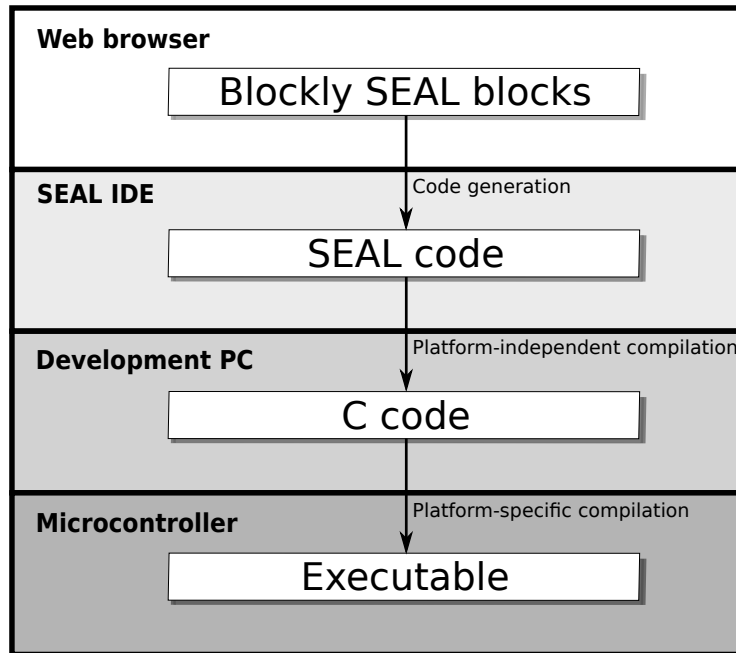 Web browser
Blockly SEAL blocks
Code generation
SEAL IDE
SEAL code
Platform-independent compilation
Development PC
C code
Platform-specific compilation
Microcontroller
Executable